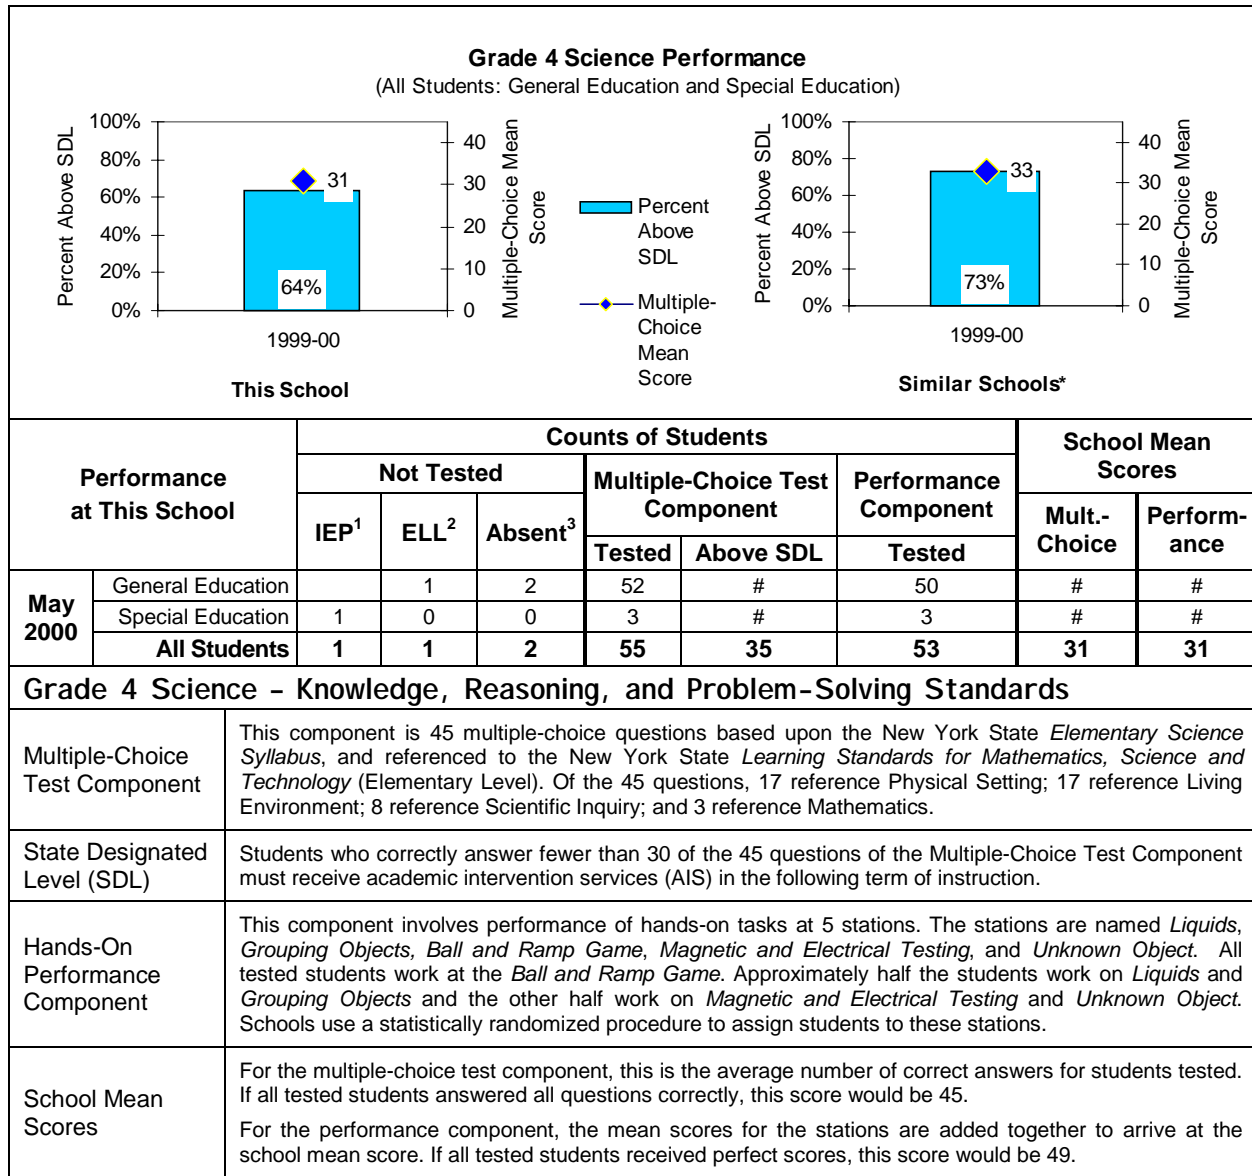 Grade 4 Science Performance
(All Students: General Education and Special Education)
Percent Above SDL
100%
80%
60%
40%
20%
0%
31
64%
1999-00
40
30
20
10
0
Multiple-Choice Mean
Score
This School
Percent
Above
SDL
Multiple-
Choice
Mean
Score
Percent Above SDL
100%
80%
60%
40%
20%
0%
33
73%
1999-00
40
30
20
10
0
Multiple-Choice Mean
Score
Similar Schools*
Performance
at This School
Counts of Students
School Mean
Scores
Not Tested
Multiple-Choice Test
Component
Performance
Component
IEP1 ELL2 Absent3
Tested Above SDL Tested
Mult.-
Choice
Perform-
ance
May
2000
General Education 1 2 52 # 50 # #
Special Education 1 0 0 3 # 3 # #
All Students 1 1 2 55 35 53 31 31
Grade 4 Science – Knowledge, Reasoning, and Problem-Solving Standards
Multiple-Choice
Test Component
This component is 45 multiple-choice questions based upon the New York State Elementary Science
Syllabus, and referenced to the New York State Learning Standards for Mathematics, Science and
Technology (Elementary Level). Of the 45 questions, 17 reference Physical Setting; 17 reference Living
Environment; 8 reference Scientific Inquiry; and 3 reference Mathematics.
State Designated
Level (SDL)
Students who correctly answer fewer than 30 of the 45 questions of the Multiple-Choice Test Component
must receive academic intervention services (AIS) in the following term of instruction.
Hands-On
Performance
Component
This component involves performance of hands-on tasks at 5 stations. The stations are named Liquids,
Grouping Objects, Ball and Ramp Game, Magnetic and Electrical Testing, and Unknown Object. All
tested students work at the Ball and Ramp Game. Approximately half the students work on Liquids and
Grouping Objects and the other half work on Magnetic and Electrical Testing and Unknown Object.
Schools use a statistically randomized procedure to assign students to these stations.
School Mean
Scores
For the multiple-choice test component, this is the average number of correct answers for students tested.
If all tested students answered all questions correctly, this score would be 45.
For the performance component, the mean scores for the stations are added together to arrive at the
school mean score. If all tested students received perfect scores, this score would be 49.